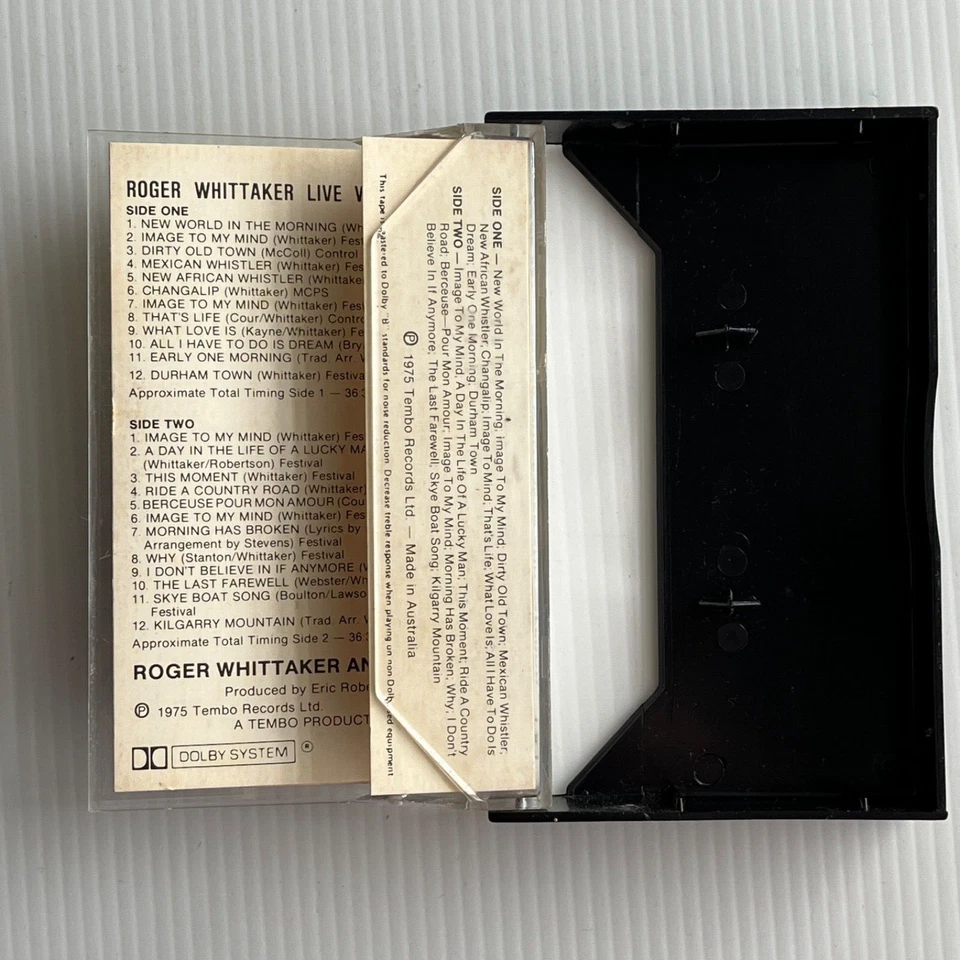 ROGER WHITTAKER LIVE
SIDE ONE
1. NEW WORLD IN THE MORNING
2. IMAGE TO MY MIND (Whittaker)
3. DIRTY OLD TOWN (McColl) Control
4. MEXICAN WHISTLER (Whittaker)
5. NEW AFRICAN WHISTLER
6. CHANGALIP (Whittaker) MCPS
7. IMAGE TO MY MIND (Whittaker)
8. THAT'S LIFE (Cour/Whittaker)
9. WHAT LOVE IS (Kayne/Whittaker)
10. ALL I HAVE TO DO IS DREAM
11. EARLY ONE MORNING (Trad. Arr.
12. DURHAM TOWN (Whittaker)
Approximate Total Timing Side 1 —
SIDE TWO
1. IMAGE TO MY MIND (Whittaker)
2. A DAY IN THE LIFE OF A LUCKY
(Whittaker/Robertson) Festival
3. THIS MOMENT (Whittaker) Festival
4. RIDE A COUNTRY ROAD (Whittaker)
5. BERCEUSE POUR MON AMOUR
6. IMAGE TO MY MIND (Whittaker)
7. MORNING HAS BROKEN (Lyrics by
Arrangement by Stevens) Festival
8. WHY (Stanton/Whittaker) Festival
9. I DON'T BELIEVE IN IF ANYMORE
10. THE LAST FAREWELL
11. SKYE BOAT SONG
Festival
12. KILGARRY MOUNTAIN (Trad. Arr.
Approximate Total Timing Side 2 —
ROGER WHITTAKER
Produced by Eric
℗ 1975 Tembo Records Ltd.
A TEMBO
DOLBY SYSTEM ®
SIDE ONE — New World In The Morning; Image To My Mind; Dirty Old Town; Mexican Whistler;
New African Whistler; Changalip; Image To Mind; That's Life; What Love Is; All I Have To Do Is
Dream; Early One Morning; Durham Town
SIDE TWO — Image To My Mind; A Day In The Life Of A Lucky Man; This Moment; Ride A Country
Road; Berceuse—Pour Mon Amour; Image To My Mind; Morning Has Broken; Why; I Don't
Believe In If Anymore; The Last Farewell; Skye Boat Song; Kilgarry Mountain
℗ 1975 Tembo Records Ltd. — Made in Australia
This tape is mastered to Dolby "B" standards for noise reduction. Decrease treble response when playing on non equipment